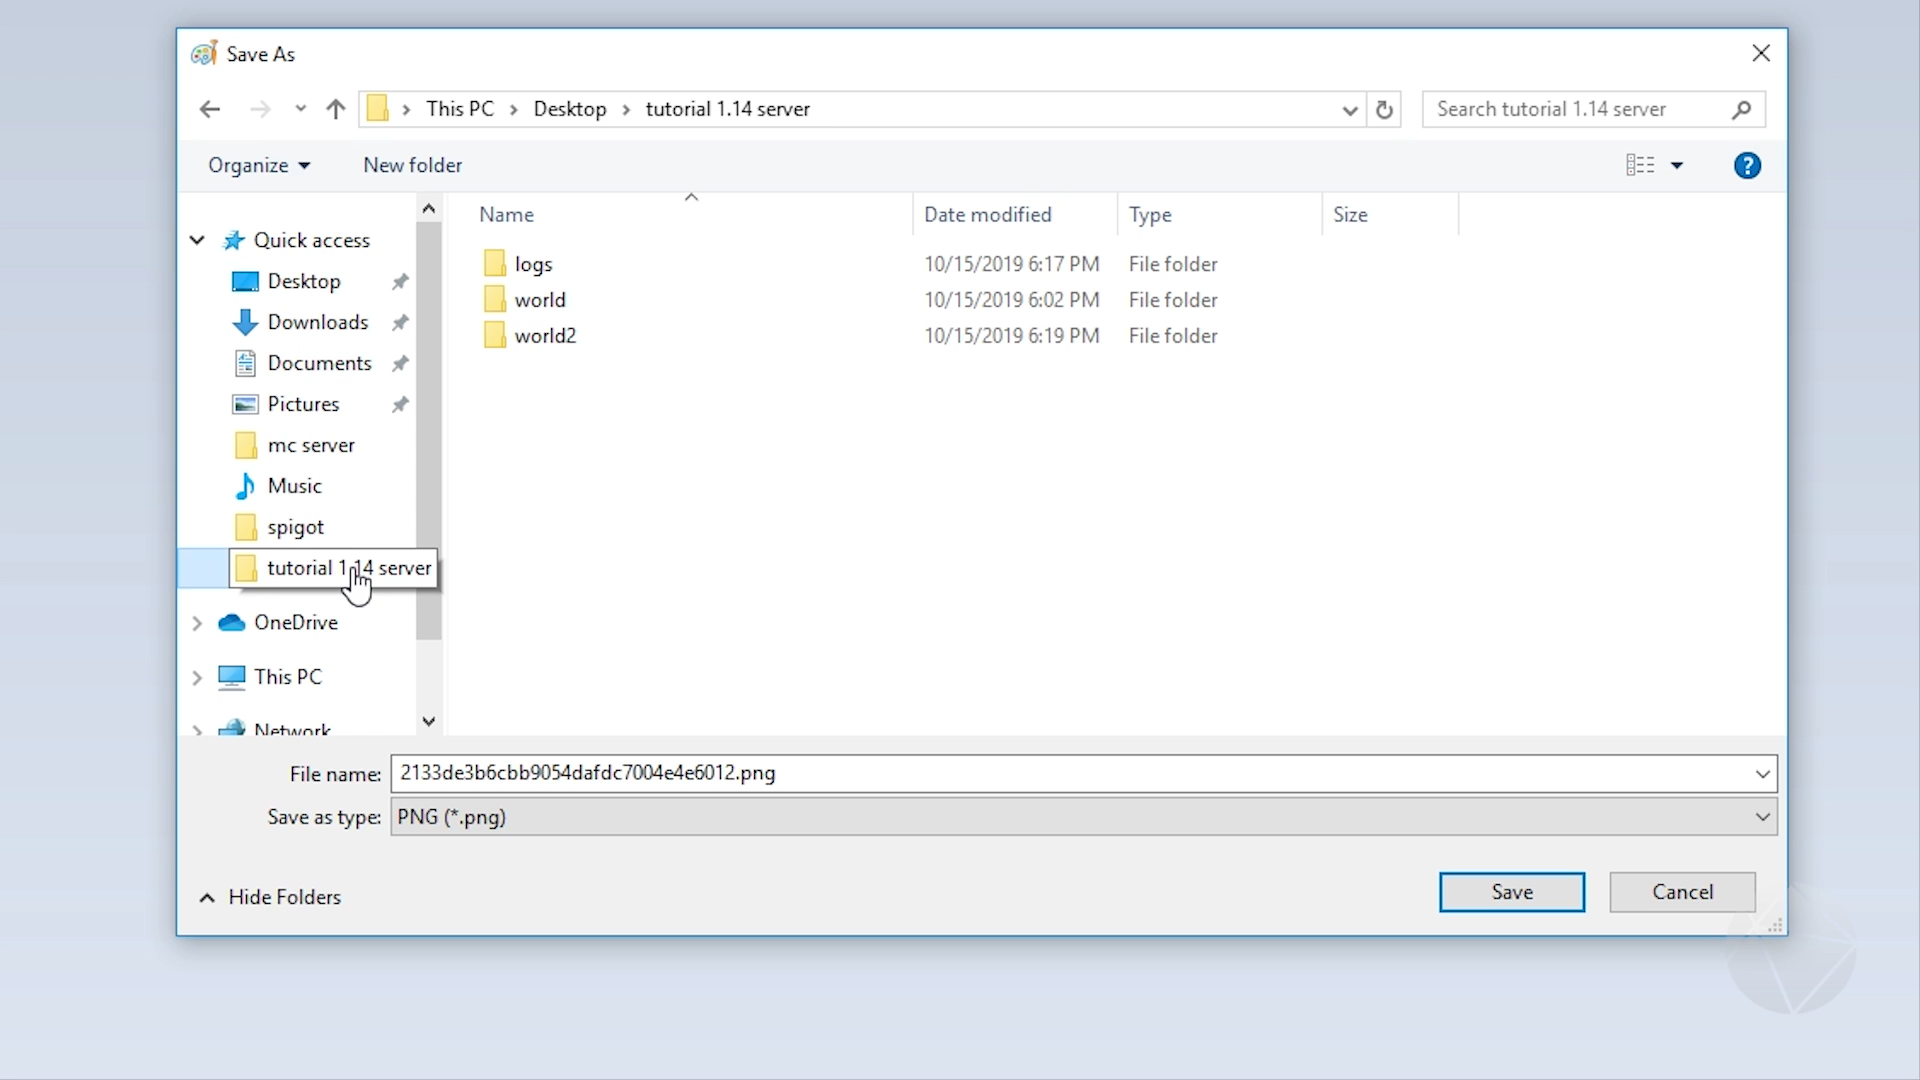 Save As
This PC > Desktop > tutorial 1.14 server
Search tutorial 1.14 server
Organize
New folder
?
Name
Date modified
Type
Size
Quick access
Desktop
Downloads
Documents
Pictures
mc server
Music
spigot
tutorial 1.14 server
OneDrive
This PC
Network
logs 10/15/2019 6:17 PM File folder
world 10/15/2019 6:02 PM File folder
world2 10/15/2019 6:19 PM File folder
File name: 2133de3b6cbb9054dafdc7004e4e6012.png
Save as type: PNG (*.png)
Hide Folders
Save
Cancel